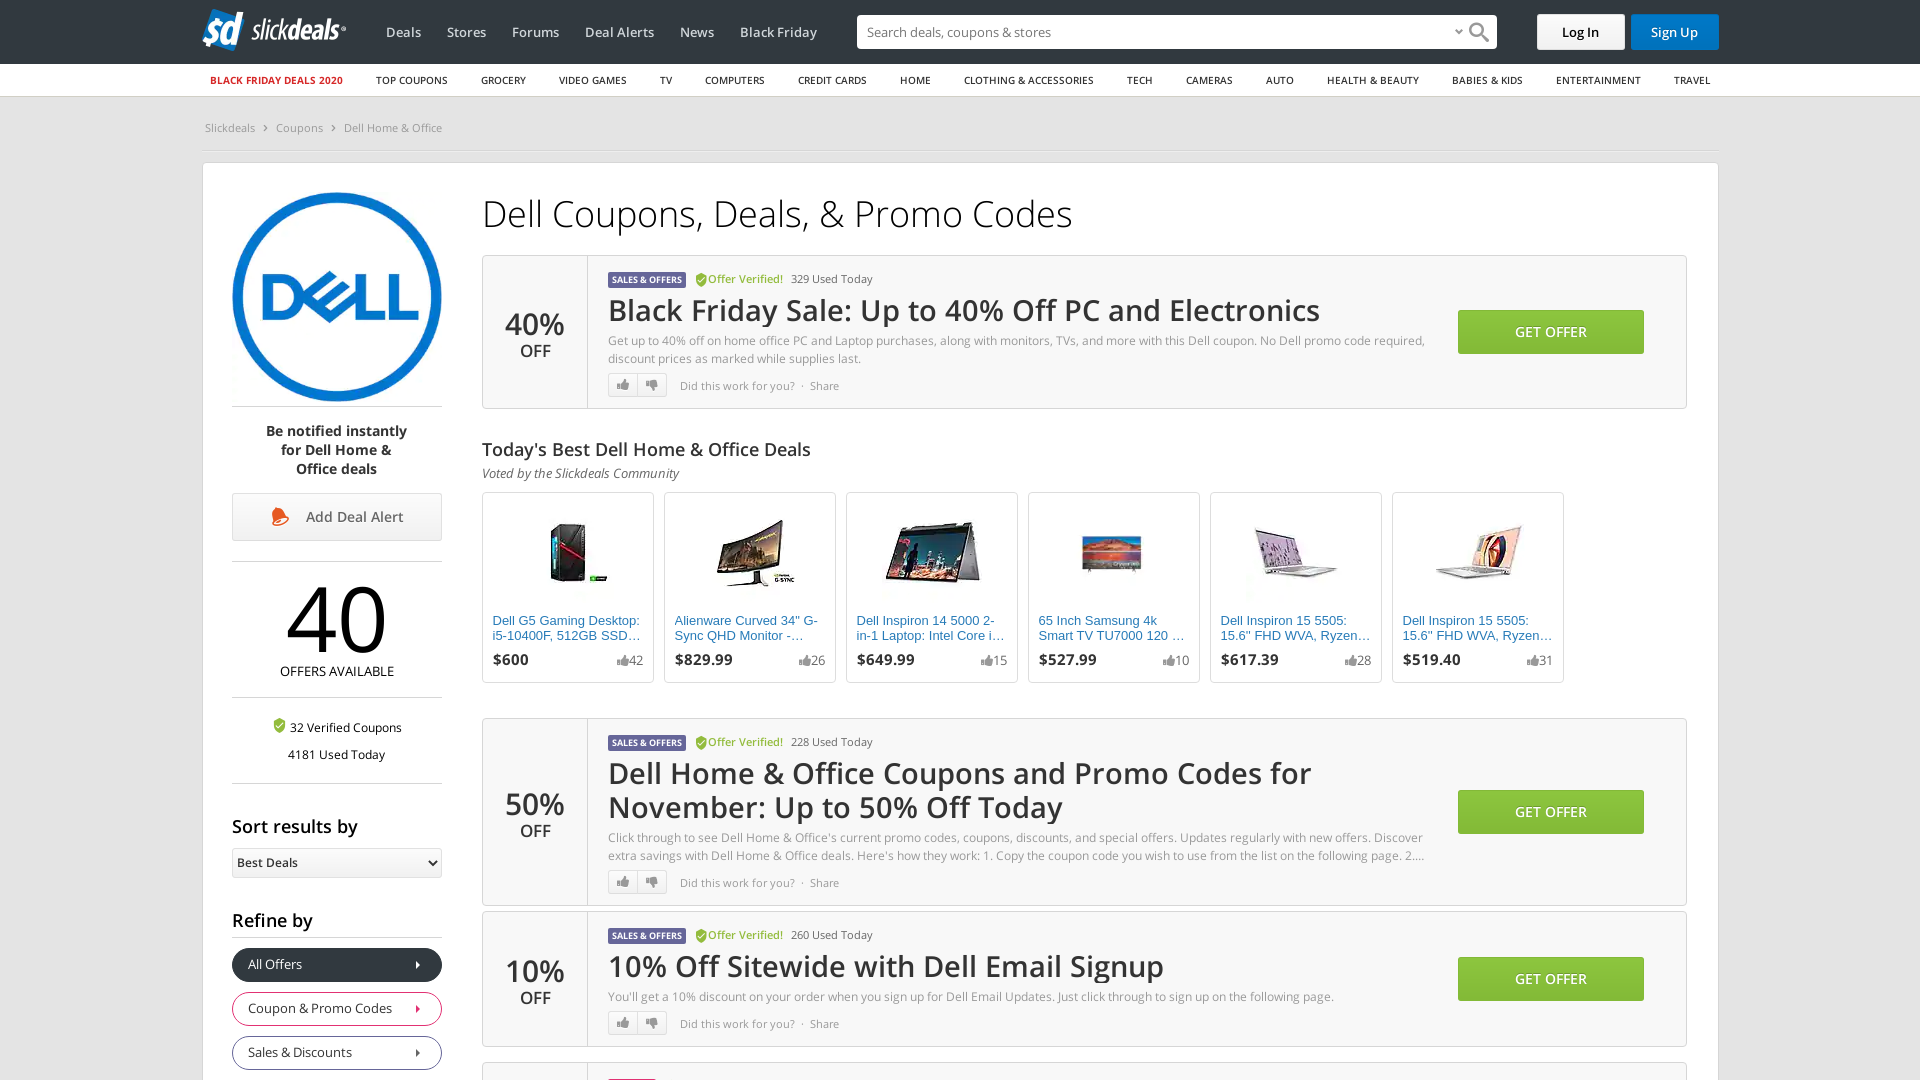 sd slickdeals
Deals Stores Forums Deal Alerts News Black Friday
Search deals, coupons & stores
Log In
Sign Up
BLACK FRIDAY DEALS 2020 TOP COUPONS GROCERY VIDEO GAMES TV COMPUTERS CREDIT CARDS HOME CLOTHING & ACCESSORIES TECH CAMERAS AUTO HEALTH & BEAUTY BABIES & KIDS ENTERTAINMENT TRAVEL
Slickdeals > Coupons > Dell Home & Office
DELL
Be notified instantly
for Dell Home &
Office deals
Add Deal Alert
40
OFFERS AVAILABLE
32 Verified Coupons
4181 Used Today
Sort results by
Best Deals
Refine by
All Offers
Coupon & Promo Codes
Sales & Discounts
Dell Coupons, Deals, & Promo Codes
40%
OFF
SALES & OFFERS Offer Verified! 329 Used Today
Black Friday Sale: Up to 40% Off PC and Electronics
Get up to 40% off on home office PC and Laptop purchases, along with monitors, TVs, and more with this Dell coupon. No Dell promo code required,
discount prices as marked while supplies last.
Did this work for you? · Share
GET OFFER
Today's Best Dell Home & Office Deals
Voted by the Slickdeals Community
Dell G5 Gaming Desktop:
i5-10400F, 512GB SSD...
$600 42
G-SYNC
Alienware Curved 34" G-
Sync QHD Monitor -...
$829.99 26
Dell Inspiron 14 5000 2-
in-1 Laptop: Intel Core i...
$649.99 15
65 Inch Samsung 4k
Smart TV TU7000 120 ...
$527.99 10
Dell Inspiron 15 5505:
15.6" FHD WVA, Ryzen...
$617.39 28
Dell Inspiron 15 5505:
15.6" FHD WVA, Ryzen...
$519.40 31
50%
OFF
SALES & OFFERS Offer Verified! 228 Used Today
Dell Home & Office Coupons and Promo Codes for
November: Up to 50% Off Today
Click through to see Dell Home & Office's current promo codes, coupons, discounts, and special offers. Updates regularly with new offers. Discover
extra savings with Dell Home & Office deals. Here's how they work: 1. Copy the coupon code you wish to use from the list on the following page. 2....
Did this work for you? · Share
GET OFFER
10%
OFF
SALES & OFFERS Offer Verified! 260 Used Today
10% Off Sitewide with Dell Email Signup
You'll get a 10% discount on your order when you sign up for Dell Email Updates. Just click through to sign up on the following page.
Did this work for you? · Share
GET OFFER